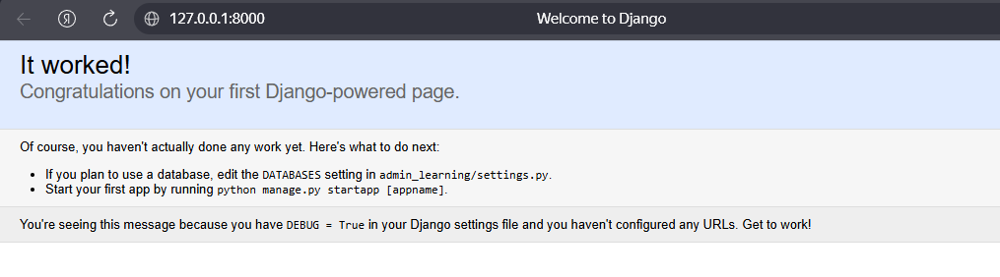 Я 127.0.0.1:8000 Welcome to Django
It worked!
Congratulations on your first Django-powered page.
Of course, you haven't actually done any work yet. Here's what to do next:
• If you plan to use a database, edit the DATABASES setting in admin_learning/settings.py.
• Start your first app by running python manage.py startapp [appname].
You're seeing this message because you have DEBUG = True in your Django settings file and you haven't configured any URLs. Get to work!